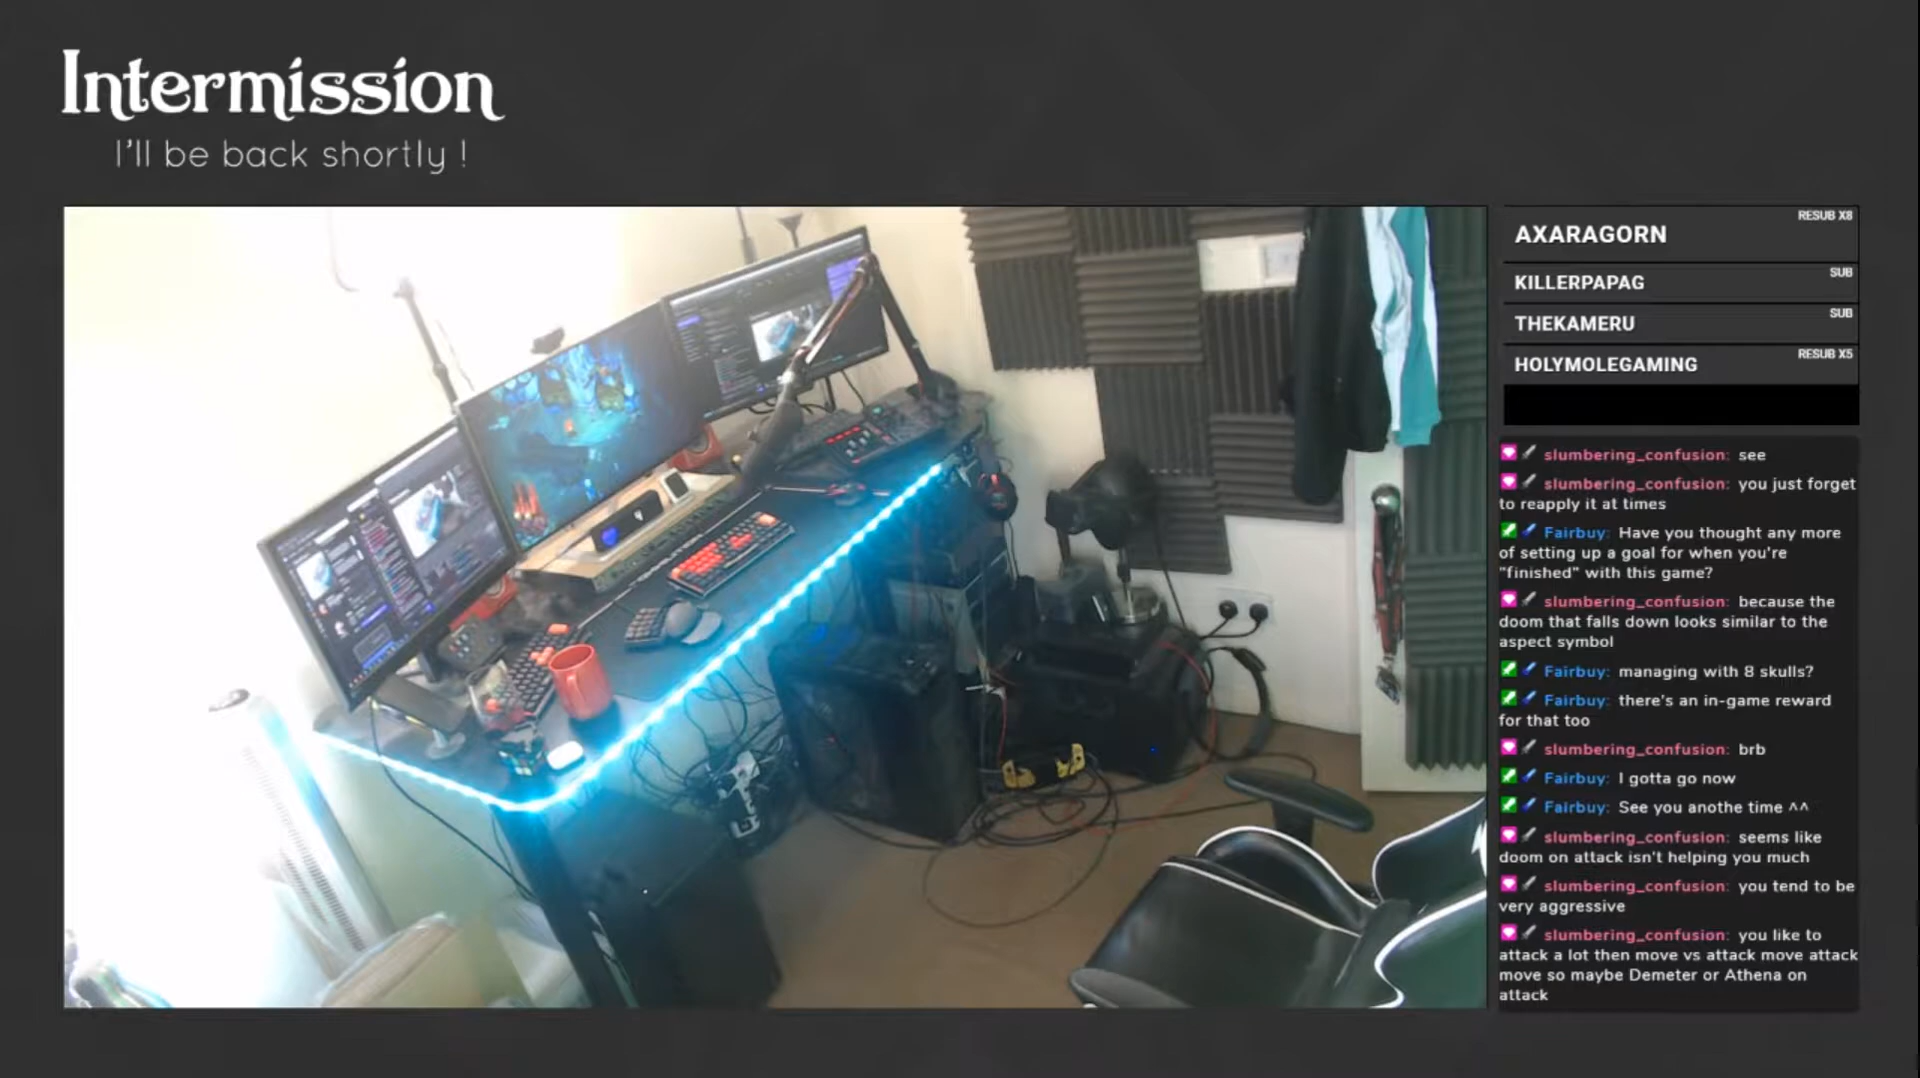 Intermission
I'll be back shortly !
RESUB X8
AXARAGORN
SUB
KILLERPAPAG
SUB
THEKAMERU
RESUB X5
HOLYMOLEGAMING
slumbering_confusion: see
slumbering_confusion: you just forget
to reapply it at times
Fairbuy: Have you thought any more
of setting up a goal for when you're
"finished" with this game?
slumbering_confusion: because the
doom that falls down looks similar to the
aspect symbol
Fairbuy: managing with 8 skulls?
Fairbuy: there's an in-game reward
for that too
slumbering_confusion: brb
Fairbuy: I gotta go now
Fairbuy: See you anothe time ^^
slumbering_confusion: seems like
doom on attack isn't helping you much
slumbering_confusion: you tend to be
very aggressive
slumbering_confusion: you like to
attack a lot then move vs attack move attack
move so maybe Demeter or Athena on
attack